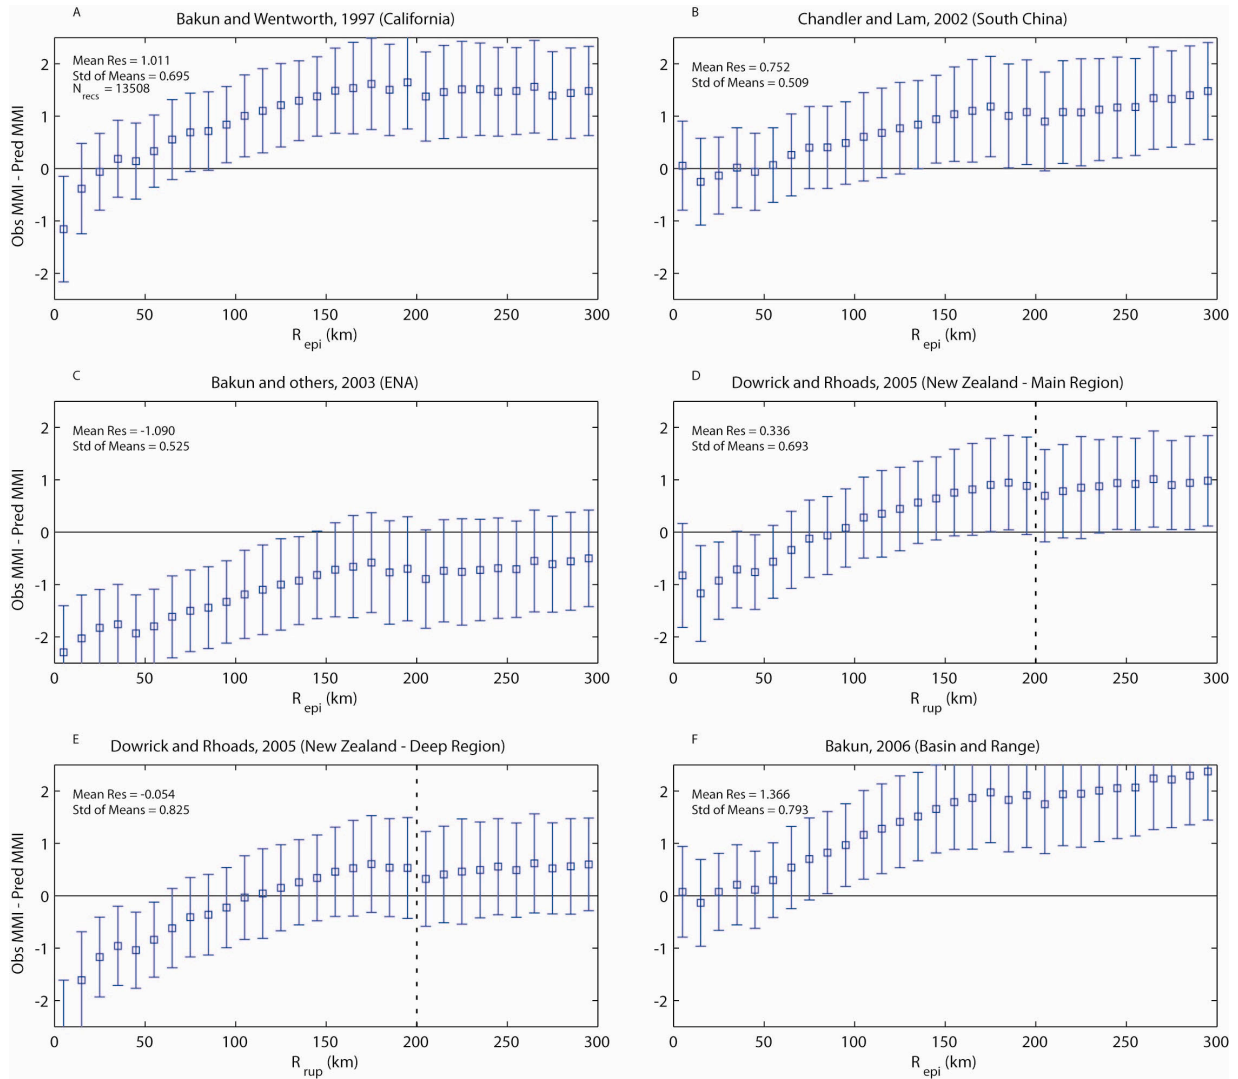 A
Bakun and Wentworth, 1997 (California)
Mean Res = 1.011
Std of Means = 0.695
N recs = 13508
2
1
0
-1
-2
Obs MMI - Pred MMI
0 50 100 150 200 250 300
R epi (km)
B
Chandler and Lam, 2002 (South China)
Mean Res = 0.752
Std of Means = 0.509
2
1
0
-1
-2
0 50 100 150 200 250 300
R epi (km)
C
Bakun and others, 2003 (ENA)
Mean Res = -1.090
Std of Means = 0.525
2
1
0
-1
-2
Obs MMI - Pred MMI
0 50 100 150 200 250 300
R epi (km)
D
Dowrick and Rhoads, 2005 (New Zealand - Main Region)
Mean Res = 0.336
Std of Means = 0.693
2
1
0
-1
-2
0 50 100 150 200 250 300
R rup (km)
E
Dowrick and Rhoads, 2005 (New Zealand - Deep Region)
Mean Res = -0.054
Std of Means = 0.825
2
1
0
-1
-2
Obs MMI - Pred MMI
0 50 100 150 200 250 300
R rup (km)
F
Bakun, 2006 (Basin and Range)
Mean Res = 1.366
Std of Means = 0.793
2
1
0
-1
-2
0 50 100 150 200 250 300
R epi (km)